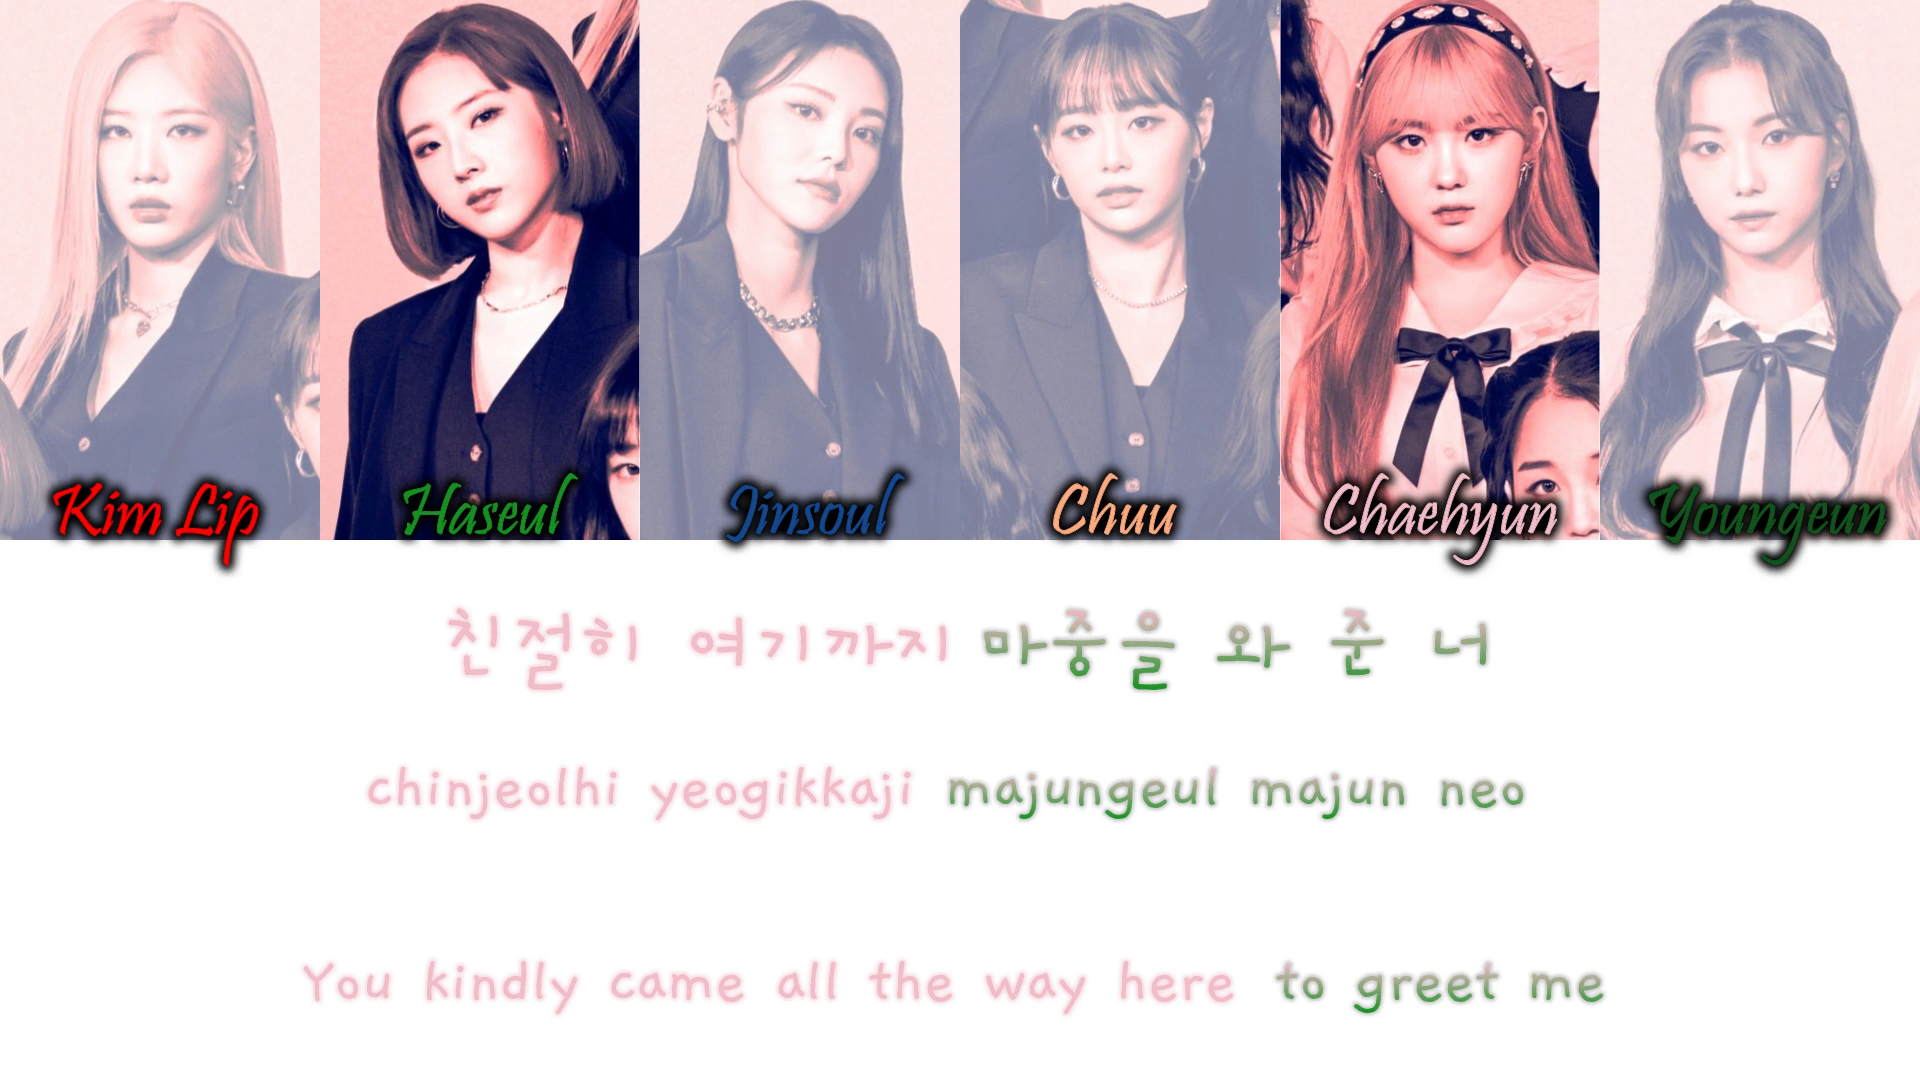 Kim Lip Haseul Jinsoul Chuu Chaehyun Youngeun
친절히 여기까지 마중을 와 준 너
chinjeolhi yeogikkaji majungeul majun neo
You kindly came all the way here to greet me